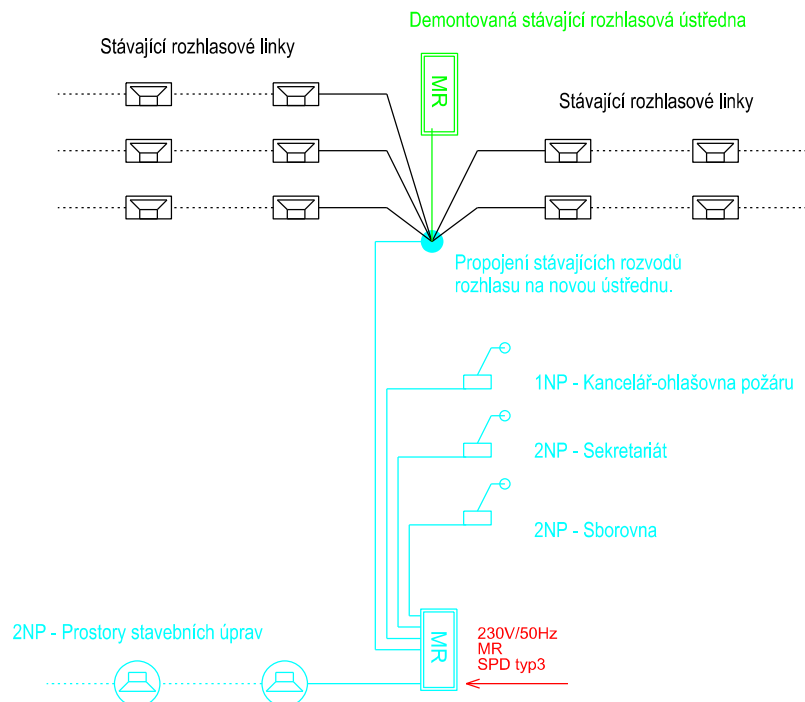 Demontovaná stávající rozhlasová ústředna
Stávající rozhlasové linky
MR
Stávající rozhlasové linky
Propojení stávajících rozvodů
rozhlasu na novou ústřednu.
1NP - Kancelář-ohlašovna požáru
2NP - Sekretariát
2NP - Sborovna
2NP - Prostory stavebních úprav
MR
230V/50Hz
MR
SPD typ3